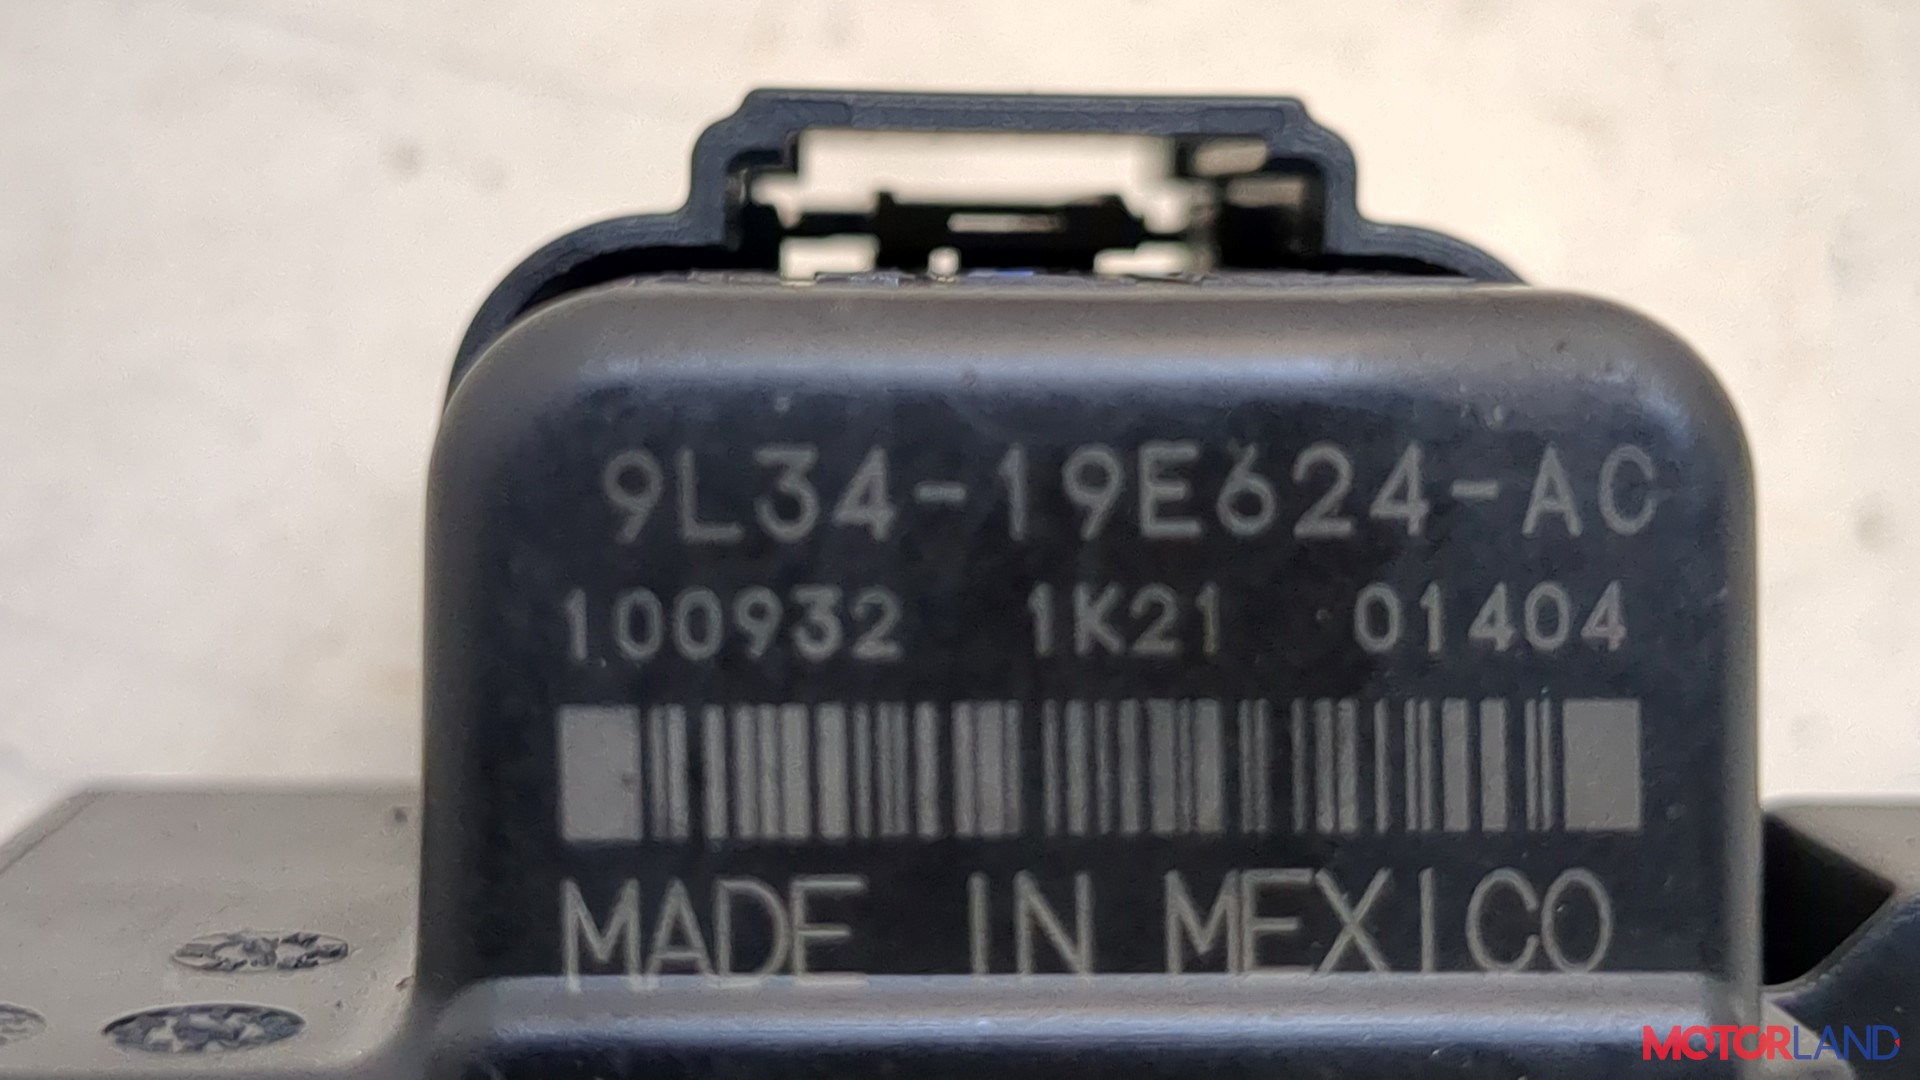 9L34-19E624-AC
100932 1K21 01404
MADE IN MEXICO
MOTORLAND